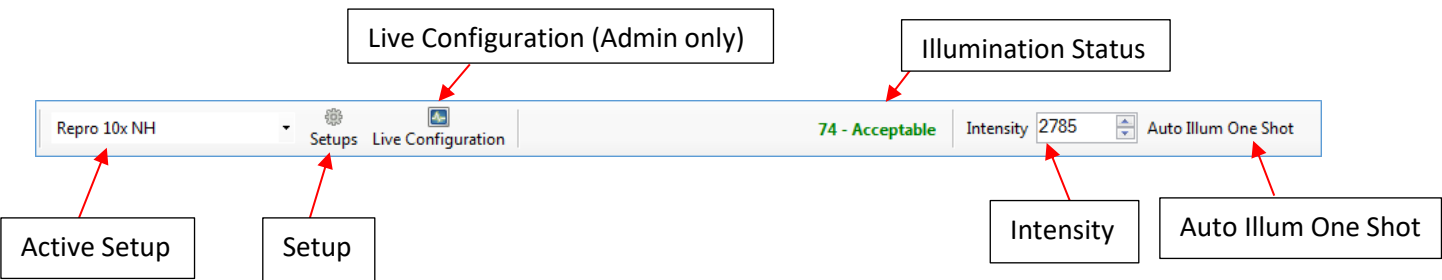 Live Configuration (Admin only)
Illumination Status
Repro 10x NH
Setups
Live Configuration
74 - Acceptable
Intensity
2785
Auto Illum One Shot
Active Setup
Setup
Intensity
Auto Illum One Shot